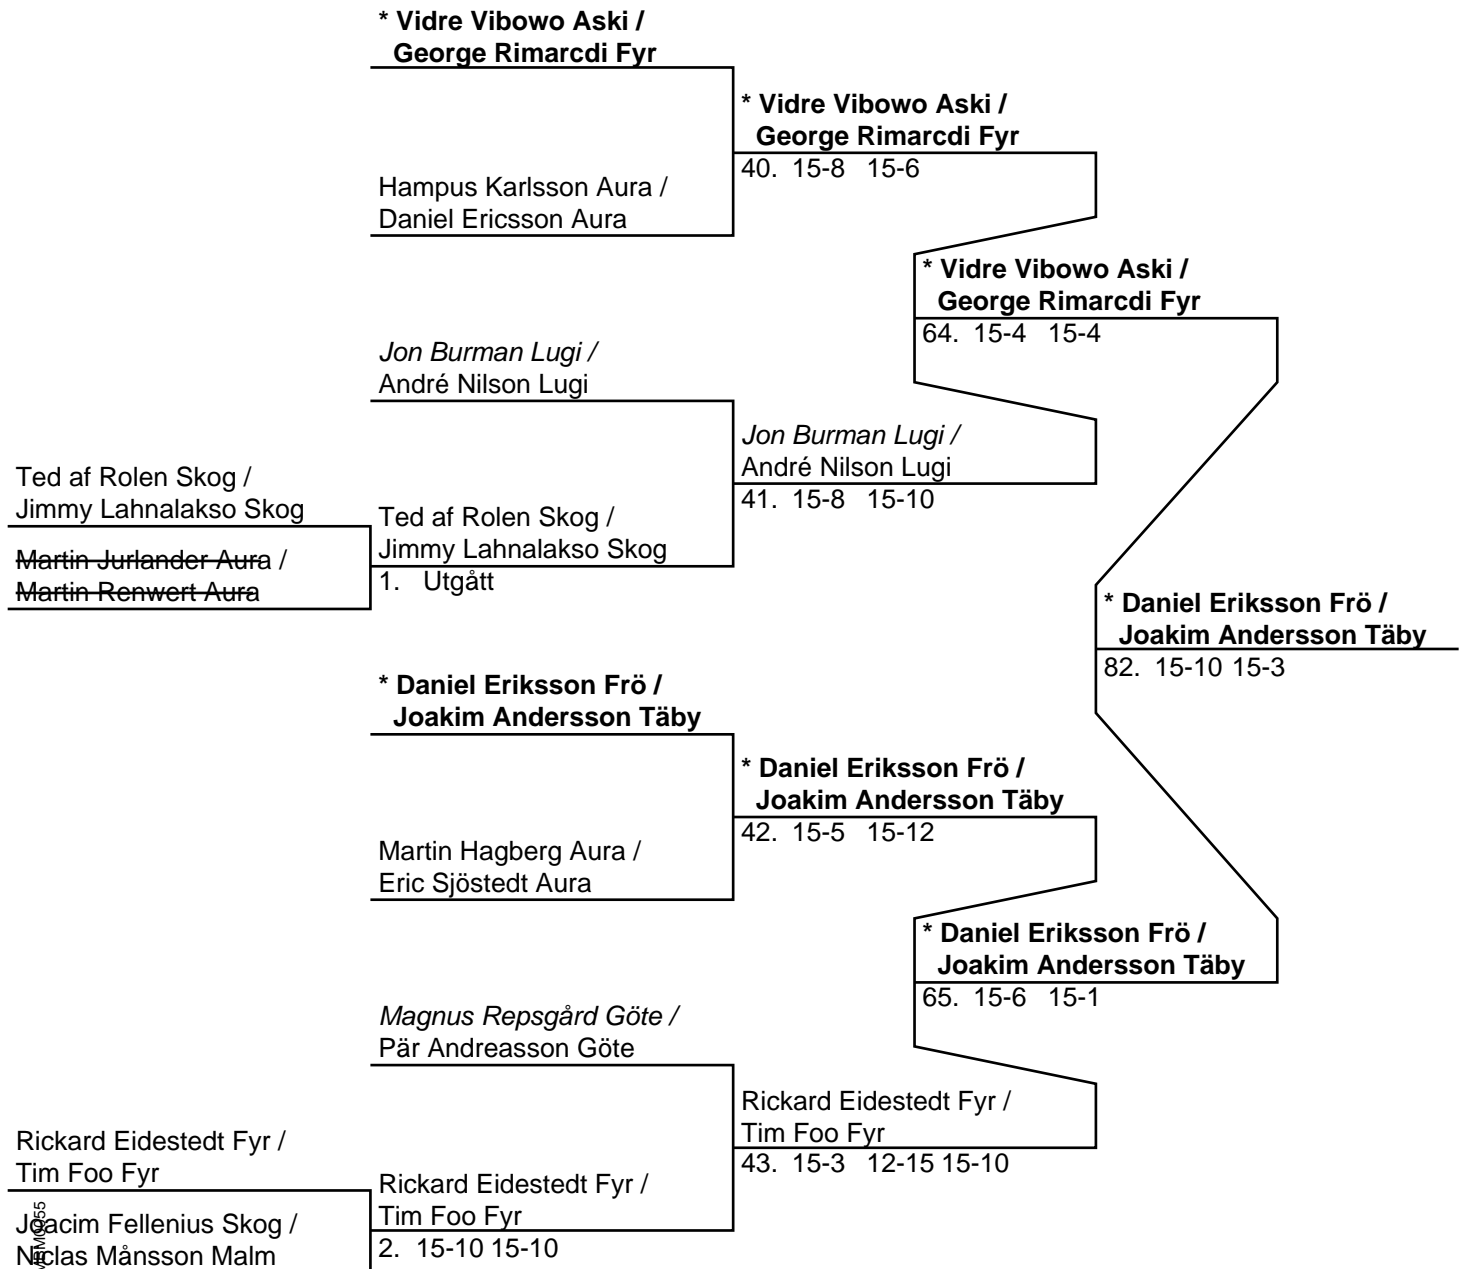 * Vidre Vibowo Aski /
George Rimarcdi Fyr
* Vidre Vibowo Aski /
George Rimarcdi Fyr
40. 15-8 15-6
Hampus Karlsson Aura /
Daniel Ericsson Aura
* Vidre Vibowo Aski /
George Rimarcdi Fyr
64. 15-4 15-4
Jon Burman Lugi /
André Nilson Lugi
Jon Burman Lugi /
André Nilson Lugi
41. 15-8 15-10
Ted af Rolen Skog /
Jimmy Lahnalakso Skog
Ted af Rolen Skog /
Jimmy Lahnalakso Skog
1. Utgått
Martin Jurlander Aura /
Martin Renwert Aura
* Daniel Eriksson Frö /
Joakim Andersson Täby
82. 15-10 15-3
* Daniel Eriksson Frö /
Joakim Andersson Täby
* Daniel Eriksson Frö /
Joakim Andersson Täby
42. 15-5 15-12
Martin Hagberg Aura /
Eric Sjöstedt Aura
* Daniel Eriksson Frö /
Joakim Andersson Täby
65. 15-6 15-1
Magnus Repsgård Göte /
Pär Andreasson Göte
Rickard Eidestedt Fyr /
Tim Foo Fyr
43. 15-3 12-15 15-10
Rickard Eidestedt Fyr /
Tim Foo Fyr
Rickard Eidestedt Fyr /
Tim Foo Fyr
2. 15-10 15-10
Joacim Fellenius Skog /
Niclas Månsson Malm